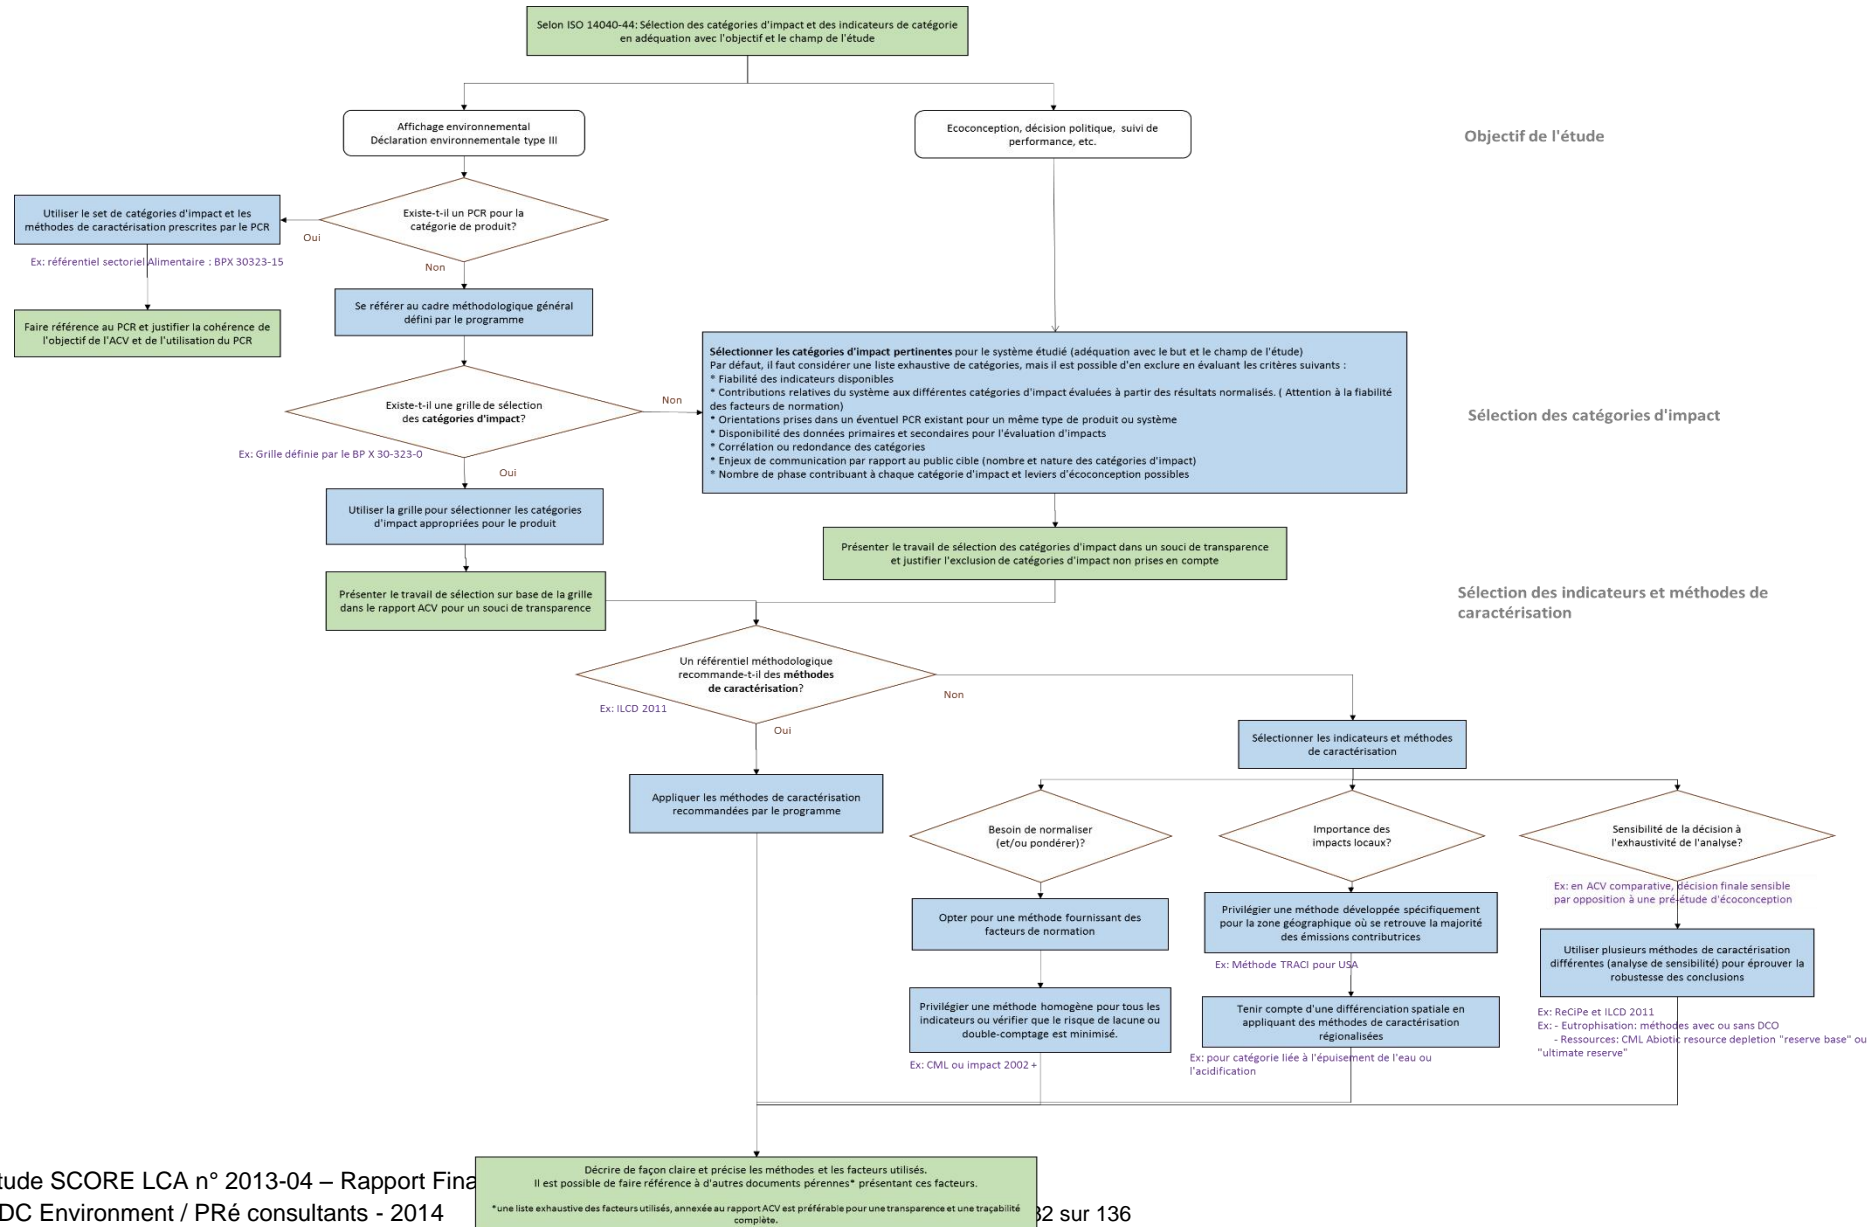 Selon ISO 14040-44: Sélection des catégories d'impact et des indicateurs de catégorie
en adéquation avec l'objectif et le champ de l'étude
Affichage environnemental
Déclaration environnementale type III
Ecoconception, décision politique, suivi de
performance, etc.
Objectif de l'étude
Existe-t-il un PCR pour la
catégorie de produit?
Oui
Non
Utiliser le set de catégories d'impact et les
méthodes de caractérisation prescrites par le PCR
Ex: référentiel sectoriel Alimentaire : BPX 30323-15
Faire référence au PCR et justifier la cohérence de
l'objectif de l'ACV et de l'utilisation du PCR
Se référer au cadre méthodologique général
défini par le programme
Existe-t-il une grille de sélection
des catégories d'impact?
Non
Ex: Grille définie par le BP X 30-323-0
Oui
Sélectionner les catégories d'impact pertinentes pour le système étudié (adéquation avec le but et le champ de l'étude)
Par défaut, il faut considérer une liste exhaustive de catégories, mais il est possible d'en exclure en évaluant les critères suivants :
* Fiabilité des indicateurs disponibles
* Contributions relatives du système aux différentes catégories d'impact évaluées à partir des résultats normalisés. ( Attention à la fiabilité
des facteurs de normation)
* Orientations prises dans un éventuel PCR existant pour un même type de produit ou système
* Disponibilité des données primaires et secondaires pour l'évaluation d'impacts
* Corrélation ou redondance des catégories
* Enjeux de communication par rapport au public cible (nombre et nature des catégories d'impact)
* Nombre de phase contribuant à chaque catégorie d'impact et leviers d'écoconception possibles
Sélection des catégories d'impact
Utiliser la grille pour sélectionner les catégories
d'impact appropriées pour le produit
Présenter le travail de sélection des catégories d'impact dans un souci de transparence
et justifier l'exclusion de catégories d'impact non prises en compte
Présenter le travail de sélection sur base de la grille
dans le rapport ACV pour un souci de transparence
Sélection des indicateurs et méthodes de
caractérisation
Un référentiel méthodologique
recommande-t-il des méthodes
de caractérisation?
Non
Ex: ILCD 2011
Oui
Sélectionner les indicateurs et méthodes
de caractérisation
Appliquer les méthodes de caractérisation
recommandées par le programme
Besoin de normaliser
(et/ou pondérer)?
Importance des
impacts locaux?
Sensibilité de la décision à
l'exhaustivité de l'analyse?
Ex: en ACV comparative, décision finale sensible
par opposition à une pré-étude d'écoconception
Opter pour une méthode fournissant des
facteurs de normation
Privilégier une méthode développée spécifiquement
pour la zone géographique où se retrouve la majorité
des émissions contributrices
Ex: Méthode TRACI pour USA
Utiliser plusieurs méthodes de caractérisation
différentes (analyse de sensibilité) pour éprouver la
robustesse des conclusions
Privilégier une méthode homogène pour tous les
indicateurs ou vérifier que le risque de lacune ou
double-comptage est minimisé.
Ex: CML ou impact 2002 +
Tenir compte d'une différenciation spatiale en
appliquant des méthodes de caractérisation
régionalisées
Ex: pour catégorie liée à l'épuisement de l'eau ou
l'acidification
Ex: ReCiPe et ILCD 2011
Ex: - Eutrophisation: méthodes avec ou sans DCO
- Ressources: CML Abiotic resource depletion "reserve base" ou
"ultimate reserve"
Décrire de façon claire et précise les méthodes et les facteurs utilisés.
Il est possible de faire référence à d'autres documents pérennes* présentant ces facteurs.
*une liste exhaustive des facteurs utilisés, annexée au rapport ACV est préférable pour une transparence et une traçabilité
complète.
tude SCORE LCA n° 2013-04 – Rapport Fina
DC Environment / PRé consultants - 2014
32 sur 136